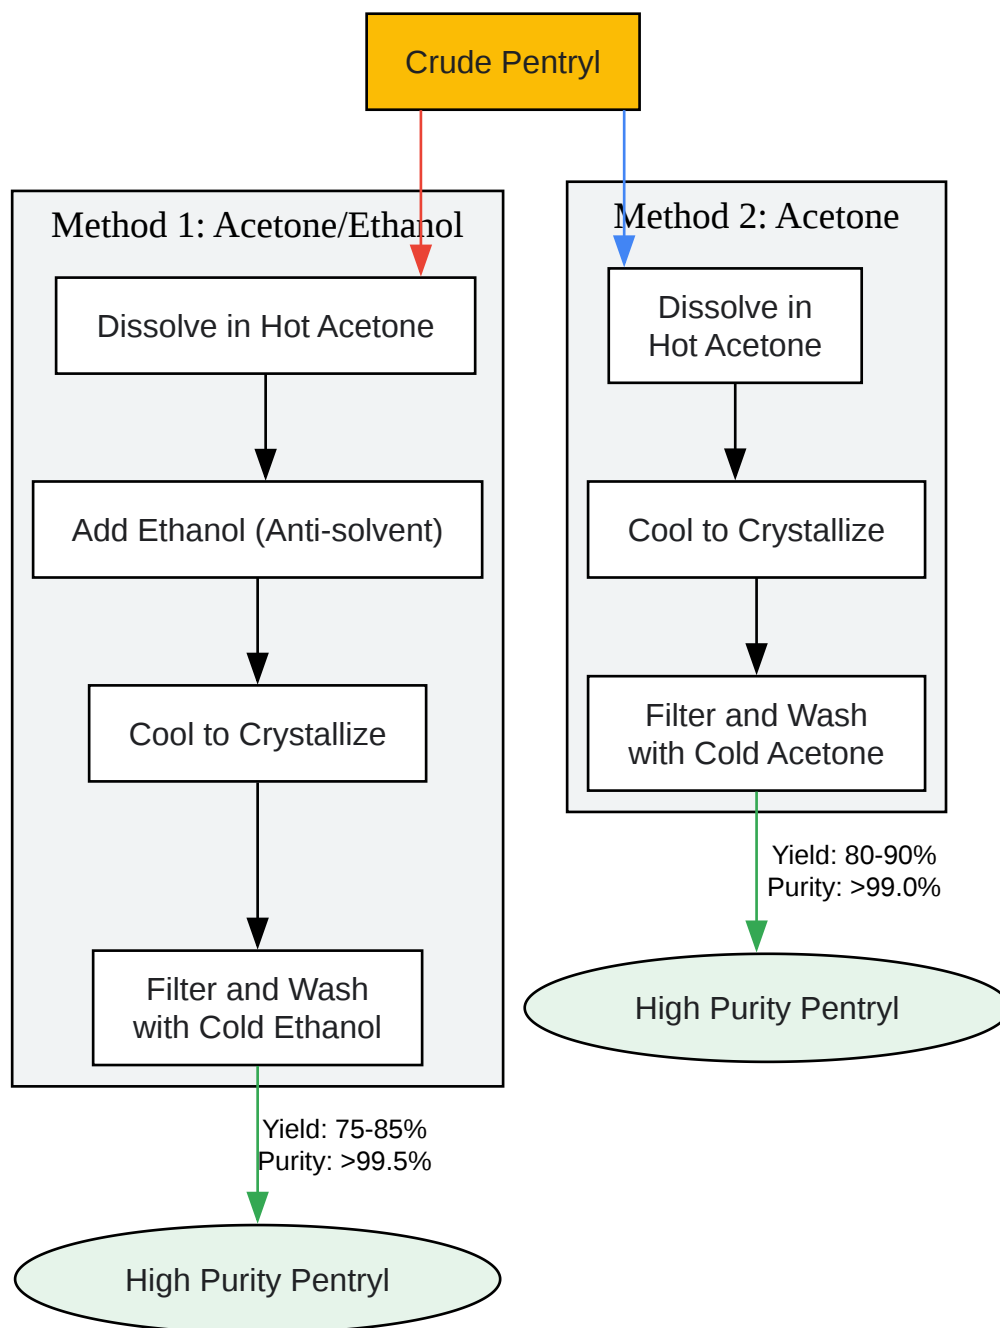 Crude Pentryl
Method 1: Acetone/Ethanol
Dissolve in Hot Acetone
Add Ethanol (Anti-solvent)
Cool to Crystallize
Filter and Wash
with Cold Ethanol
Yield: 75-85%
Purity: >99.5%
High Purity Pentryl
Method 2: Acetone
Dissolve in
Hot Acetone
Cool to Crystallize
Filter and Wash
with Cold Acetone
Yield: 80-90%
Purity: >99.0%
High Purity Pentryl